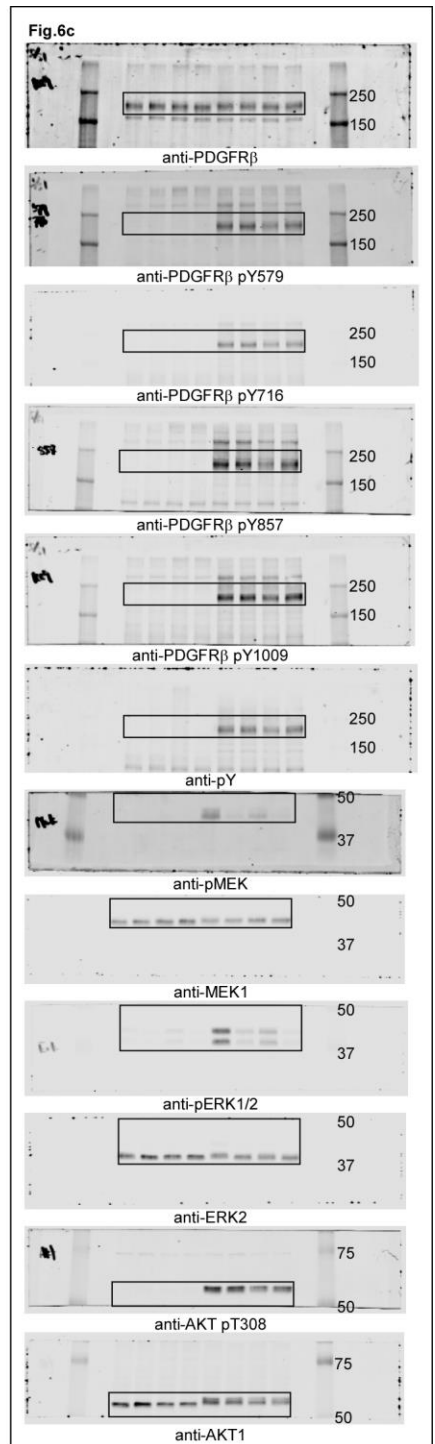 Fig.6c
250
150
anti-PDGFRβ
250
150
anti-PDGFRβ pY579
250
150
anti-PDGFRβ pY716
250
150
anti-PDGFRβ pY857
250
150
anti-PDGFRβ pY1009
250
150
anti-pY
50
37
anti-pMEK
50
37
anti-MEK1
50
37
anti-pERK1/2
50
37
anti-ERK2
75
50
anti-AKT pT308
75
50
anti-AKT1